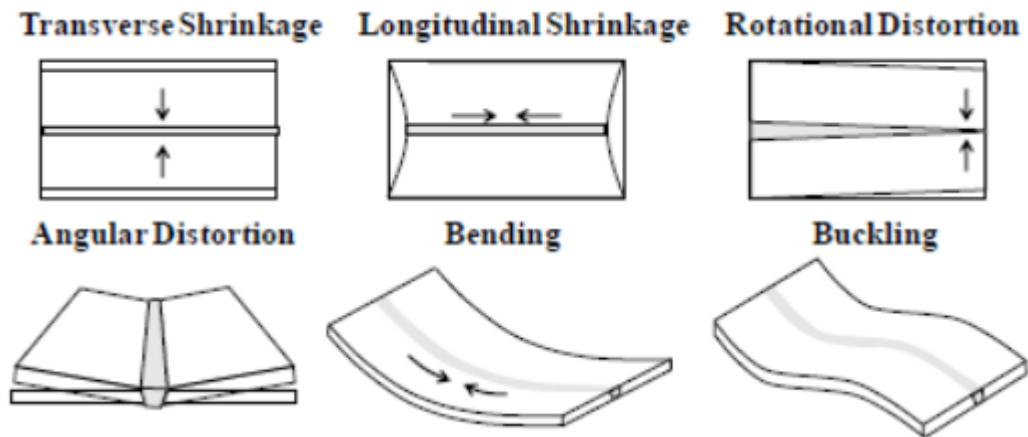 Transverse Shrinkage Longitudinal Shrinkage Rotational Distortion
Angular Distortion Bending Buckling